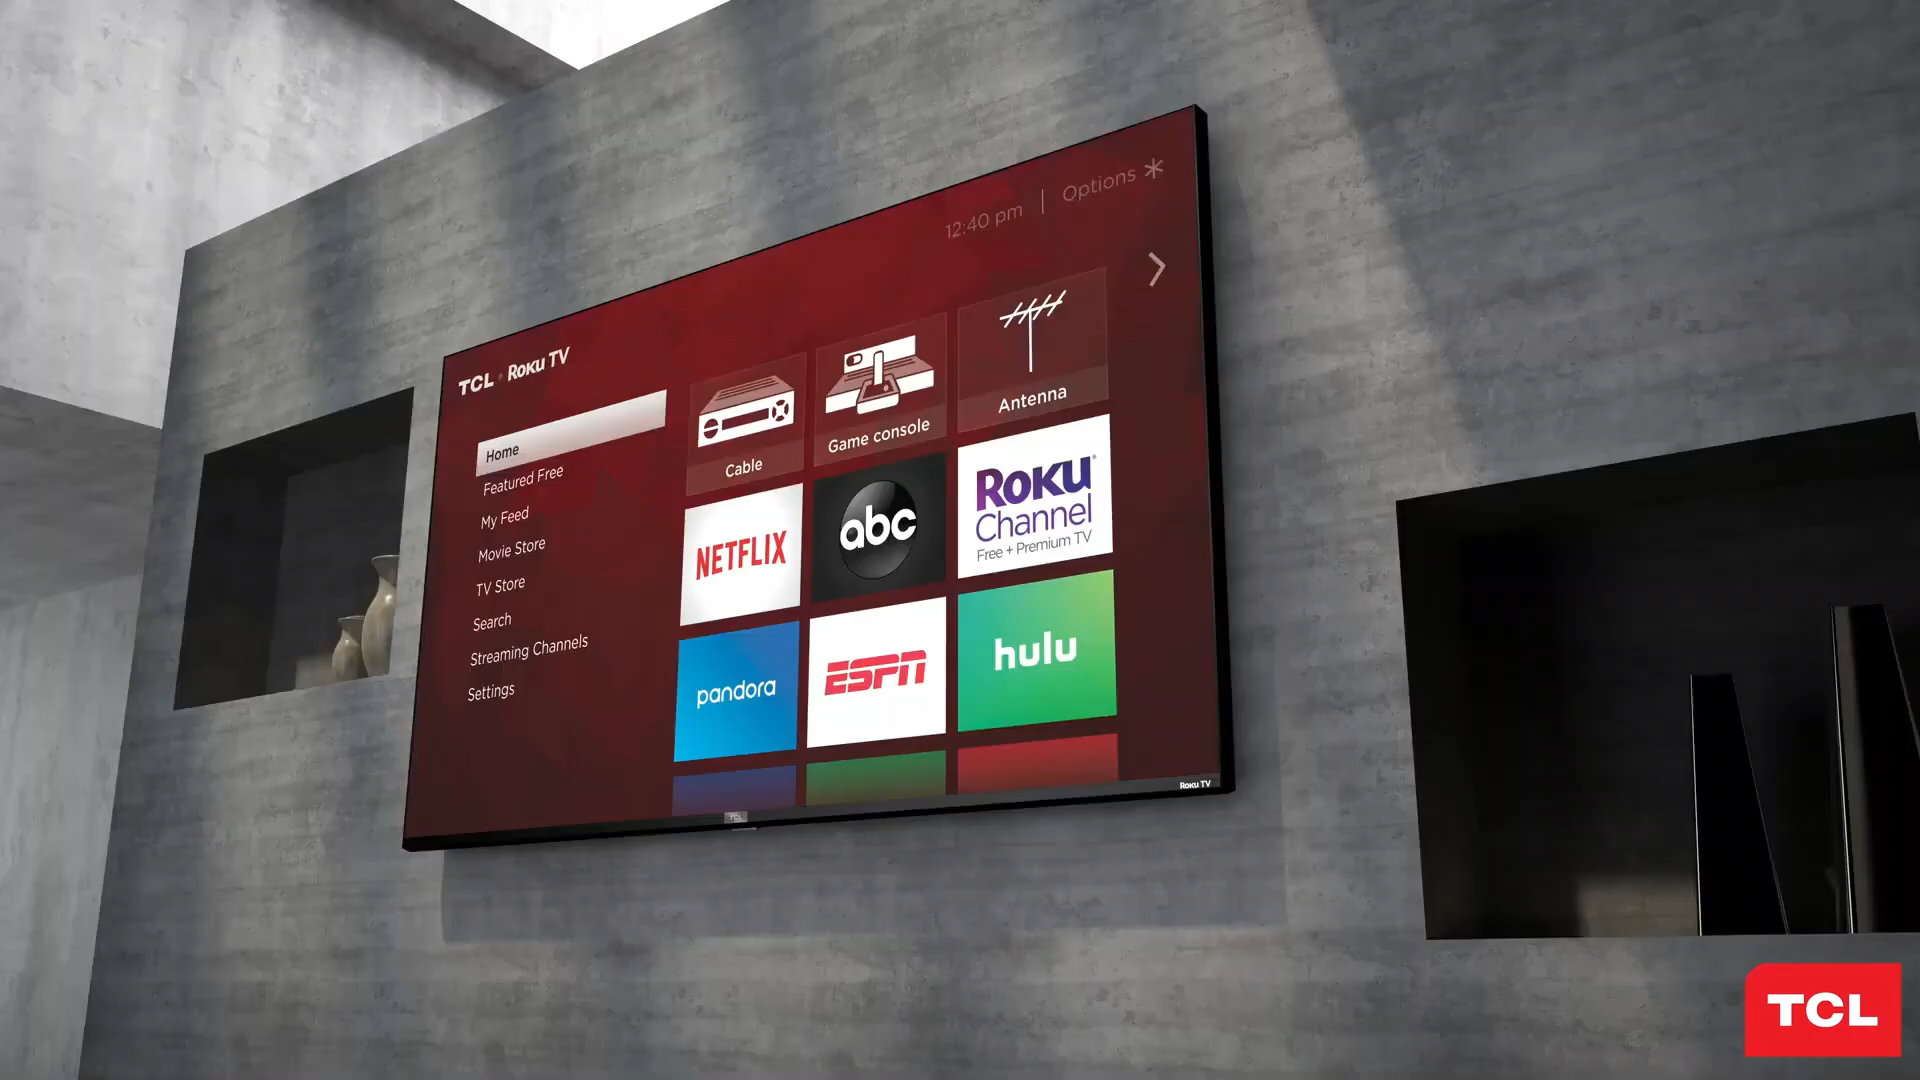 12:40 pm | Options *
TCL • Roku TV
Home
Featured Free
My Feed
Movie Store
TV Store
Search
Streaming Channels
Settings
Cable
Game console
Antenna
NETFLIX
abc
Roku
Channel
Free + Premium TV
pandora
ESPN
hulu
TCL
Roku TV
TCL